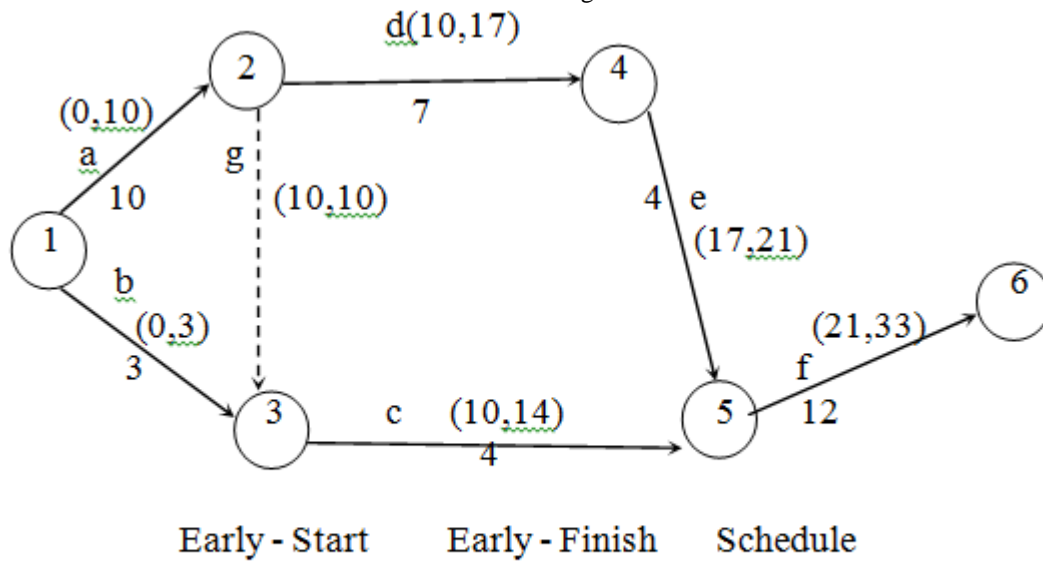 d(10,17)
2
4
7
(0,10)
a
10
g
(10,10)
4 e
(17,21)
1
b
(0,3)
3
6
(21,33)
f
12
3
c (10,14)
4
5
Early - Start Early - Finish Schedule